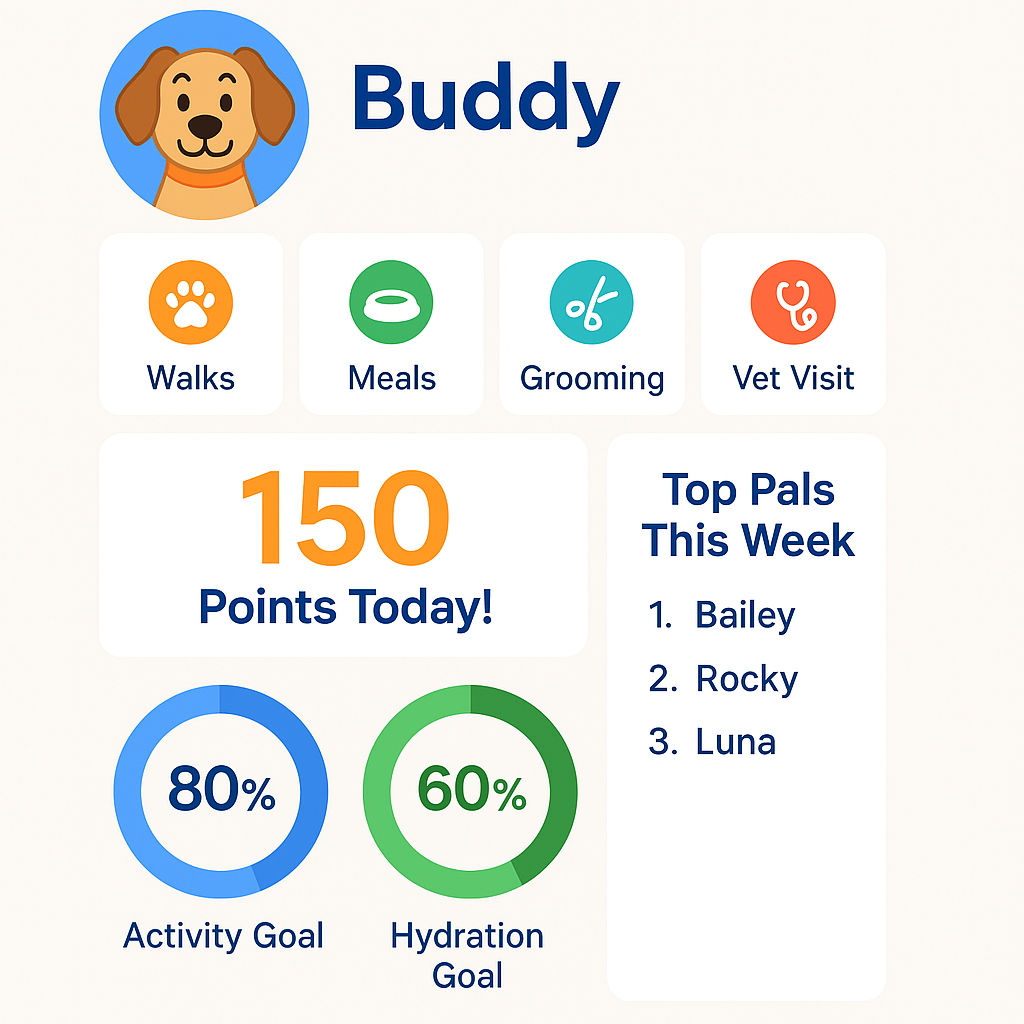 Buddy
Walks
Meals
Grooming
Vet Visit
150
Points Today!
Top Pals
This Week
1. Bailey
2. Rocky
3. Luna
80%
Activity Goal
60%
Hydration
Goal